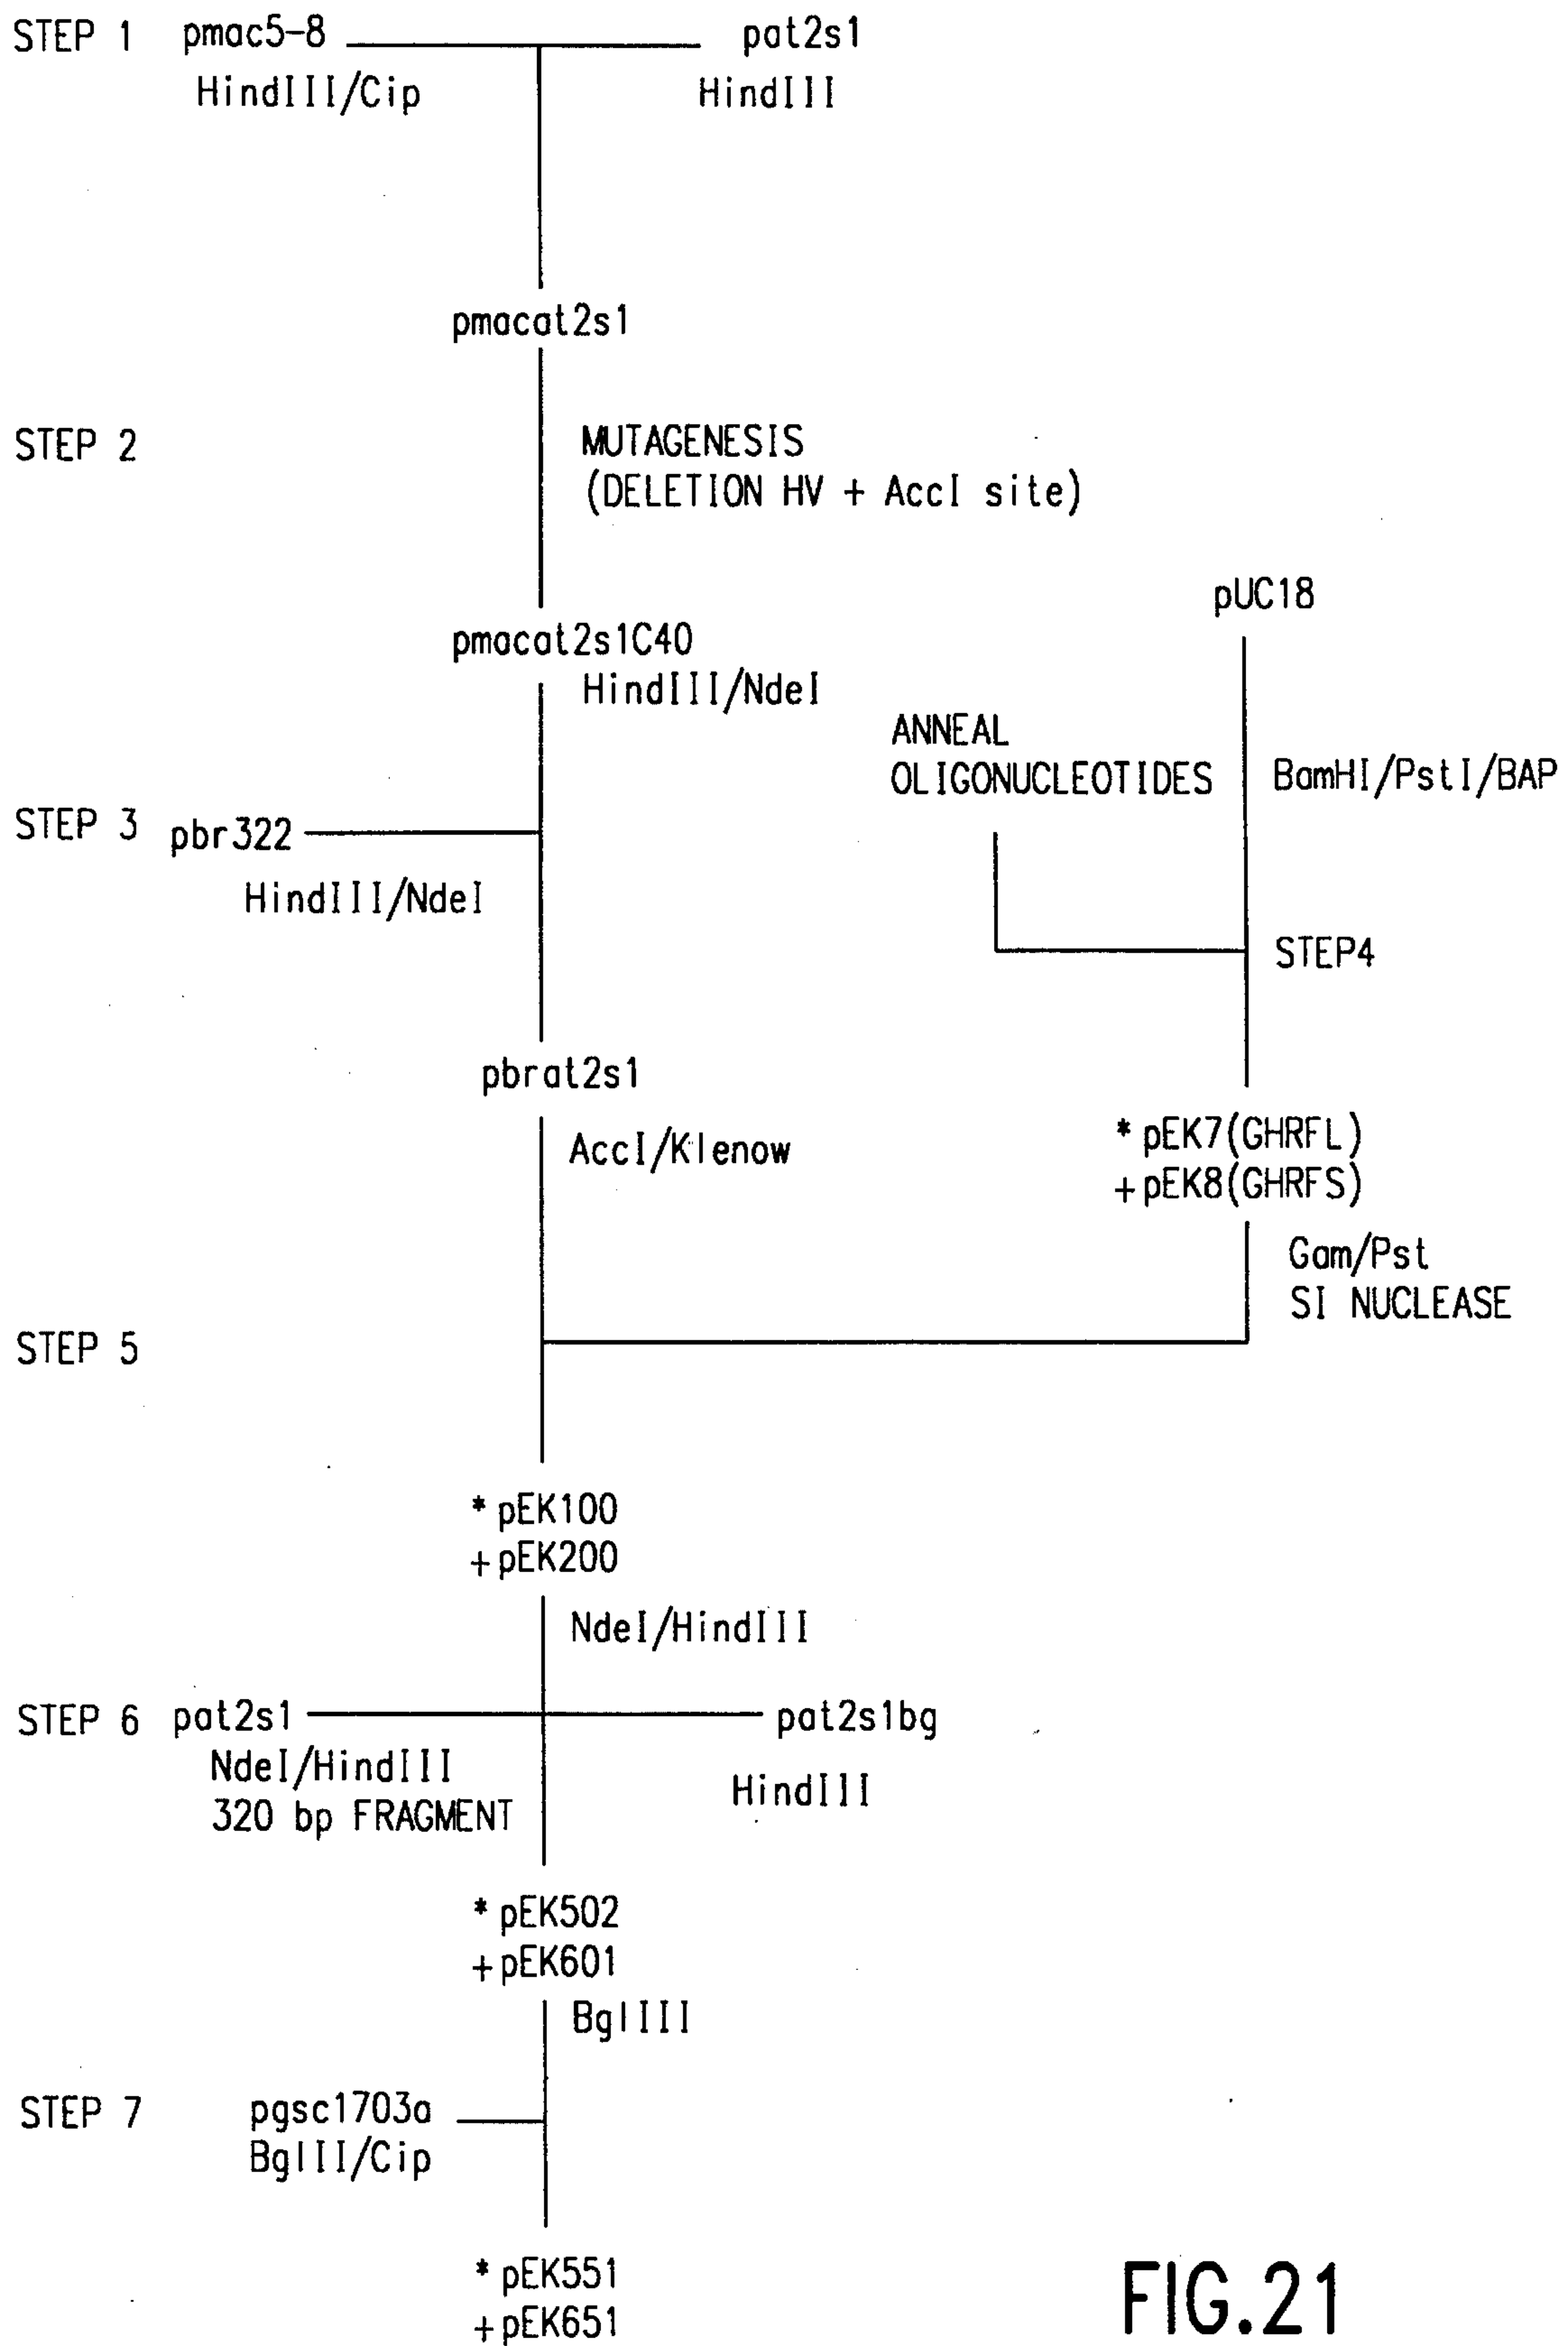 STEP 1 pmac5-8 pat2s1
HindIII/Cip HindIII
pmacat2s1
STEP 2 MUTAGENESIS
(DELETION HV + AccI site)
pUC18
pmacat2s1C40
HindIII/NdeI
ANNEAL
OLIGONUCLEOTIDES BamHI/PstI/BAP
STEP 3 pbr322
HindIII/NdeI
STEP4
pbrat2s1
AccI/Klenow
* pEK7(GHRFL)
+pEK8(GHRFS)
Gam/Pst
SI NUCLEASE
STEP 5
* pEK100
+pEK200
NdeI/HindIII
STEP 6 pat2s1 pat2s1bg
NdeI/HindIII HindIII
320 bp FRAGMENT
* pEK502
+pEK601
BglIII
STEP 7 pgsc1703a
BglII/Cip
* pEK551
+pEK651
FIG.21